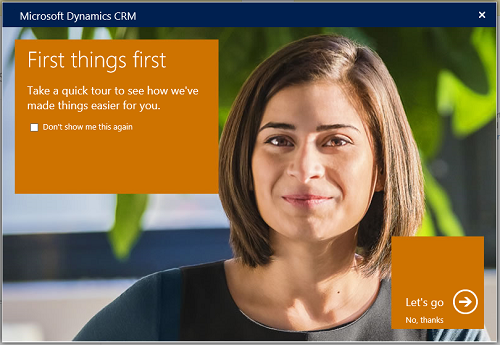 Microsoft Dynamics CRM
First things first
Take a quick tour to see how we've
made things easier for you.
Don't show me this again
Let's go
No, thanks